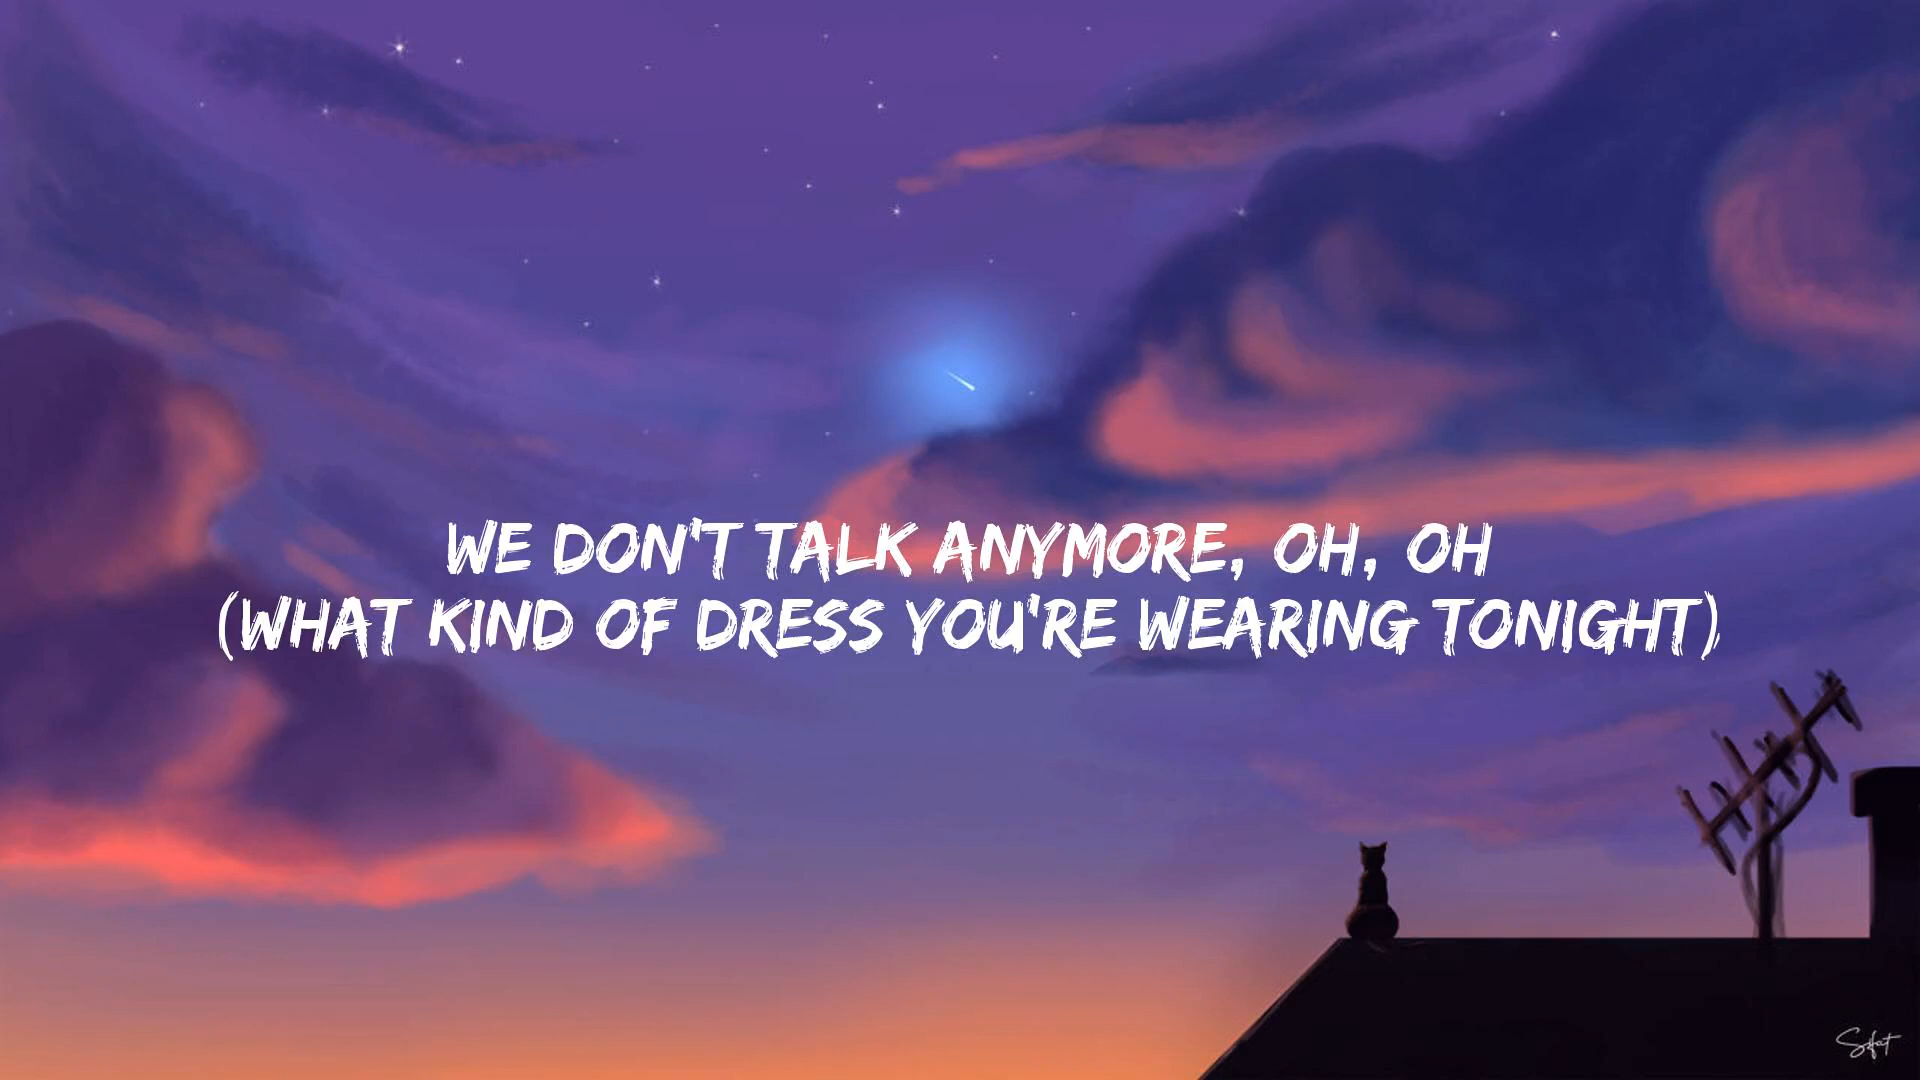 WE DON'T TALK ANYMORE, OH, OH
(WHAT KIND OF DRESS YOU'RE WEARING TONIGHT)